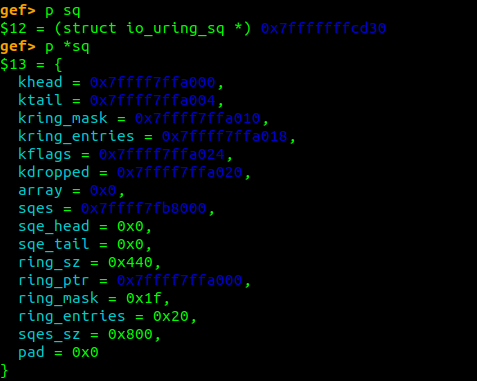 gef> p sq
$12 = (struct io_uring_sq *) 0x7fffffffcd30
gef> p *sq
$13 = {
  khead = 0x7ffff7ffa000,
  ktail = 0x7ffff7ffa004,
  kring_mask = 0x7ffff7ffa010,
  kring_entries = 0x7ffff7ffa018,
  kflags = 0x7ffff7ffa024,
  kdropped = 0x7ffff7ffa020,
  array = 0x0,
  sqes = 0x7ffff7fb8000,
  sqe_head = 0x0,
  sqe_tail = 0x0,
  ring_sz = 0x440,
  ring_ptr = 0x7ffff7ffa000,
  ring_mask = 0x1f,
  ring_entries = 0x20,
  sqes_sz = 0x800,
  pad = 0x0
}